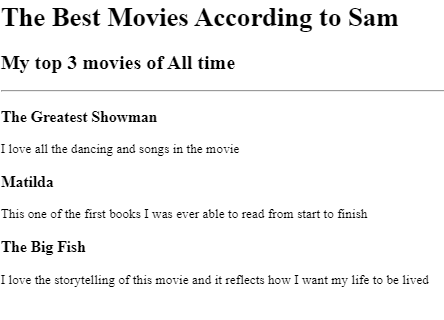 The Best Movies According to Sam
My top 3 movies of All time
The Greatest Showman
I love all the dancing and songs in the movie
Matilda
This one of the first books I was ever able to read from start to finish
The Big Fish
I love the storytelling of this movie and it reflects how I want my life to be lived